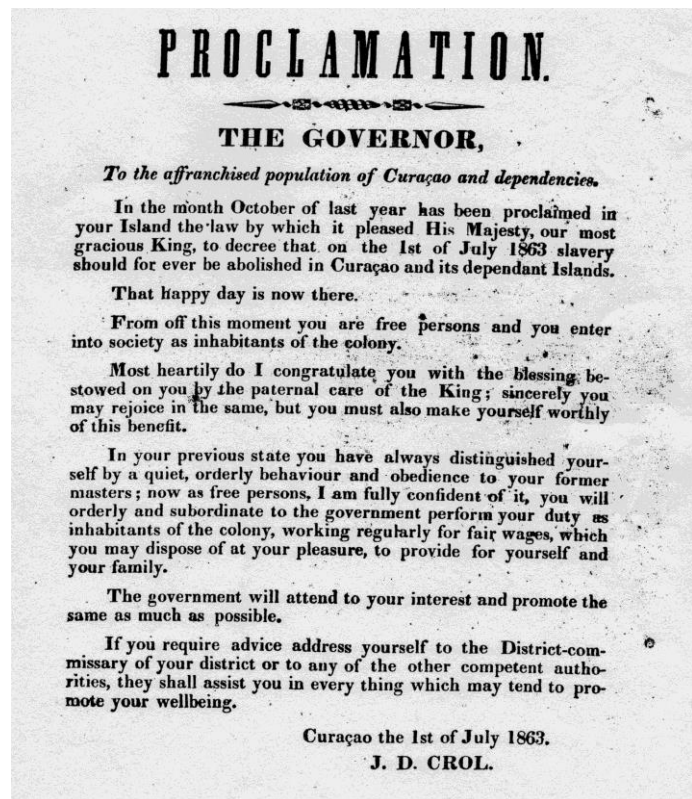 PROCLAMATION.
THE GOVERNOR,
To the affranchised population of Curaçao and dependencies.
In the month October of last year has been proclaimed in
your Island the law by which it pleased His Majesty, our most
gracious King, to decree that on the 1st of July 1863 slavery
should for ever be abolished in Curaçao and its dependant Islands.
That happy day is now there.
From off this moment you are free persons and you enter
into society as inhabitants of the colony.
Most heartily do I congratulate you with the blessing be-
stowed on you by the paternal care of the King; sincerely you
may rejoice in the same, but you must also make yourself worthly
of this benefit.
In your previous state you have always distinguished your-
self by a quiet, orderly behaviour and obedience to your former
masters; now as free persons, I am fully confident of it, you will
orderly and subordinate to the government perform your duty as
inhabitants of the colony, working regularly for fair wages, which
you may dispose of at your pleasure, to provide for yourself and
your family.
The government will attend to your interest and promote the
same as much as possible.
If you require advice address yourself to the District-com-
missary of your district or to any of the other competent autho-
rities, they shall assist you in every thing which may tend to pro-
mote your wellbeing.
Curaçao the 1st of July 1863.
J. D. CROL.